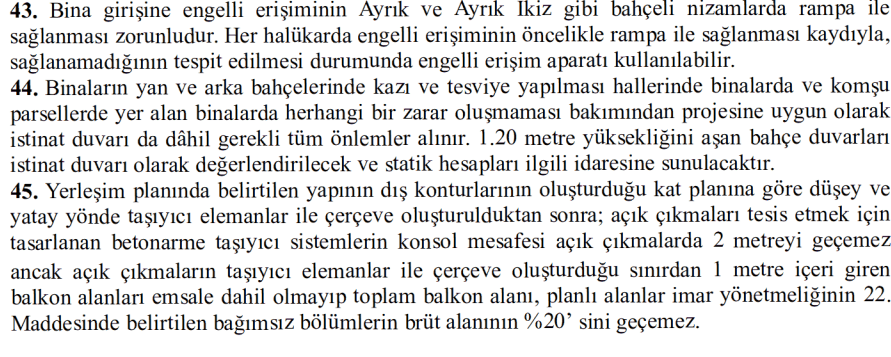 43. Bina girişine engelli erişiminin Ayrık ve Ayrık Ikiz gibi bahçeli nizamlarda rampa ile
sağlanması zorunludur. Her halükarda engelli erişiminin öncelikle rampa ile sağlanması kaydıyla,
sağlanamadığının tespit edilmesi durumunda engelli erişim aparatı kullanılabilir.
44. Binaların yan ve arka bahçelerinde kazı ve tesviye yapılması hallerinde binalarda ve komşu
parsellerde yer alan binalarda herhangi bir zarar oluşmaması bakımından projesine uygun olarak
istinat duvarı da dâhil gerekli tüm önlemler alınır. 1.20 metre yüksekliğini aşan bahçe duvarları
istinat duvarı olarak değerlendirilecek ve statik hesapları ilgili idaresine sunulacaktır.
45. Yerleşim planında belirtilen yapının dış konturlarının oluşturduğu kat planına göre düşey ve
yatay yönde taşıyıcı elemanlar ile çerçeve oluşturulduktan sonra; açık çıkmaları tesis etmek için
tasarlanan betonarme taşıyıcı sistemlerin konsol mesafesi açık çıkmalarda 2 metreyi geçemez
ancak açık çıkmaların taşıyıcı elemanlar ile çerçeve oluşturduğu sınırdan 1 metre içeri giren
balkon alanları emsale dahil olmayıp toplam balkon alanı, planlı alanlar imar yönetmeliğinin 22.
Maddesinde belirtilen bağımsız bölümlerin brüt alanının %20’ sini geçemez.